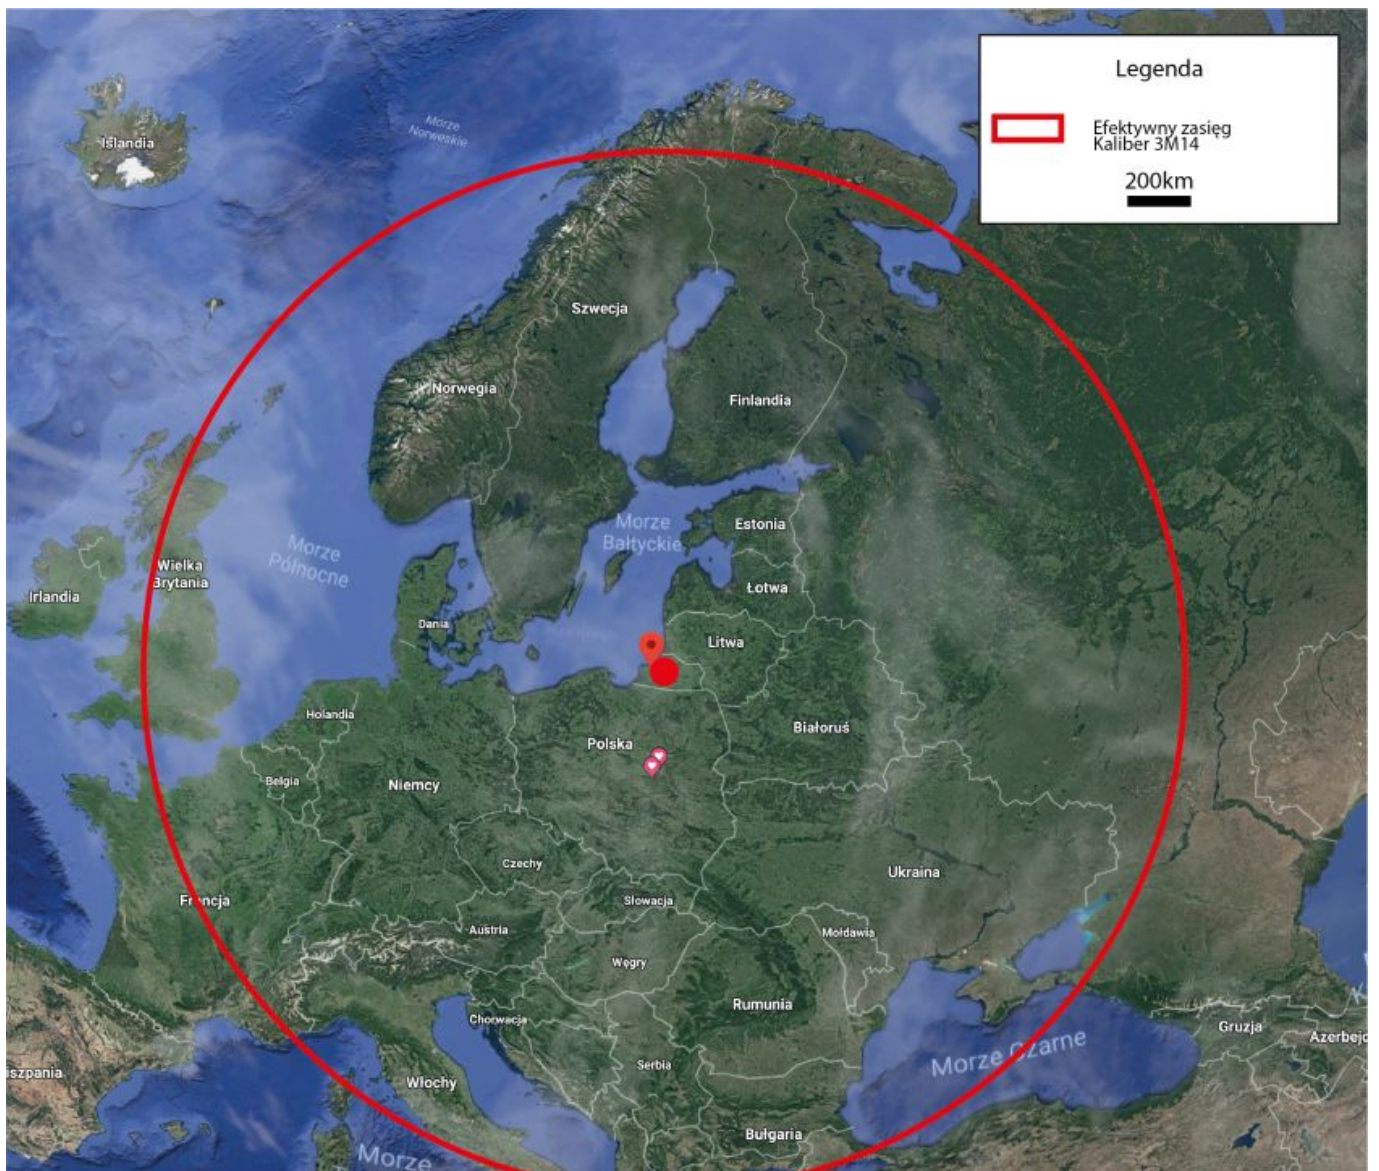 Legenda
Efektywny zasięg
Kaliber 3M14
200km
Morze
Norweskie
Islandia
Szwecja
Norwegia
Finlandia
Morze
Bałtyckie
Estonia
Morze
Północne
Wielka
Brytania
Irlandia
Łotwa
Dania
Litwa
Holandia
Białoruś
Polska
Belgia
Niemcy
Czechy
Ukraina
Francja
Słowacja
Austria
Mołdawia
Węgry
Rumunia
Chorwacja
Gruzja
Azerbejd
Morze Czarne
Serbia
iszpania
Włochy
Bułgaria
Morze